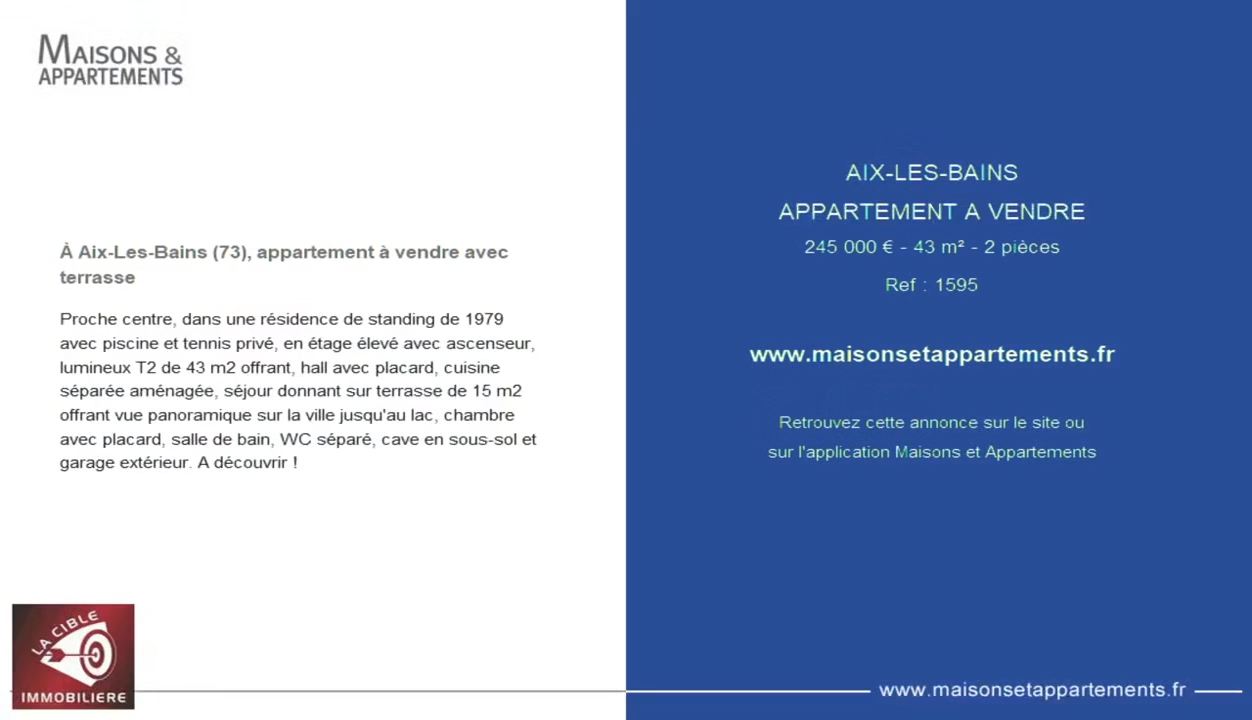 MAISONS &
APPARTEMENTS
À Aix-Les-Bains (73), appartement à vendre avec
terrasse
Proche centre, dans une résidence de standing de 1979
avec piscine et tennis privé, en étage élevé avec ascenseur,
lumineux T2 de 43 m2 offrant, hall avec placard, cuisine
séparée aménagée, séjour donnant sur terrasse de 15 m2
offrant vue panoramique sur la ville jusqu'au lac, chambre
avec placard, salle de bain, WC séparé, cave en sous-sol et
garage extérieur. A découvrir !
LA CIBLE
IMMOBILIERE
AIX-LES-BAINS
APPARTEMENT A VENDRE
245 000 € - 43 m² - 2 pièces
Ref : 1595
www.maisonsetappartements.fr
Retrouvez cette annonce sur le site ou
sur l'application Maisons et Appartements
www.maisonsetappartements.fr